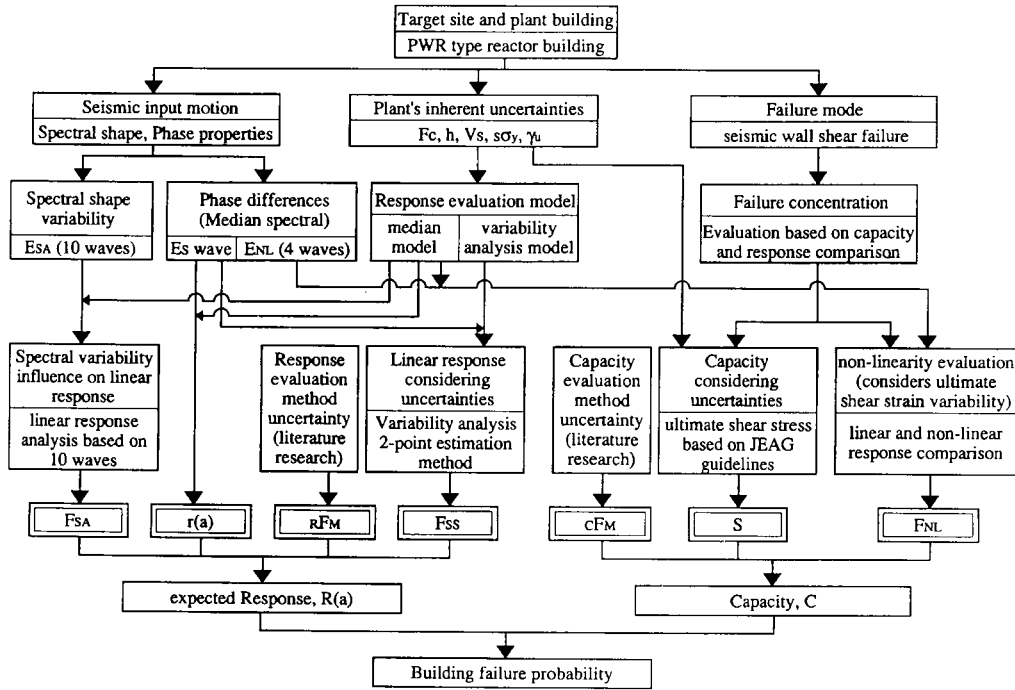 Target site and plant building
PWR type reactor building
Seismic input motion
Spectral shape, Phase properties
Plant's inherent uncertainties
Fc, h, Vs, sσy, γu
Failure mode
seismic wall shear failure
Spectral shape
variability
ESA (10 waves)
Phase differences
(Median spectral)
Es wave
ENL (4 waves)
Response evaluation model
median
model
variability
analysis model
Failure concentration
Evaluation based on capacity
and response comparison
Spectral variability
influence on linear
response
linear response
analysis based on
10 waves
Response
evaluation
method
uncertainty
(literature
research)
Linear response
considering
uncertainties
Variability analysis
2-point estimation
method
Capacity
evaluation
method
uncertainty
(literature
research)
Capacity
considering
uncertainties
ultimate shear stress
based on JEAG
guidelines
non-linearity evaluation
(considers ultimate
shear strain variability)
linear and non-linear
response comparison
FSA
r(a)
RFM
FSS
CFM
S
FNL
expected Response, R(a)
Capacity, C
Building failure probability